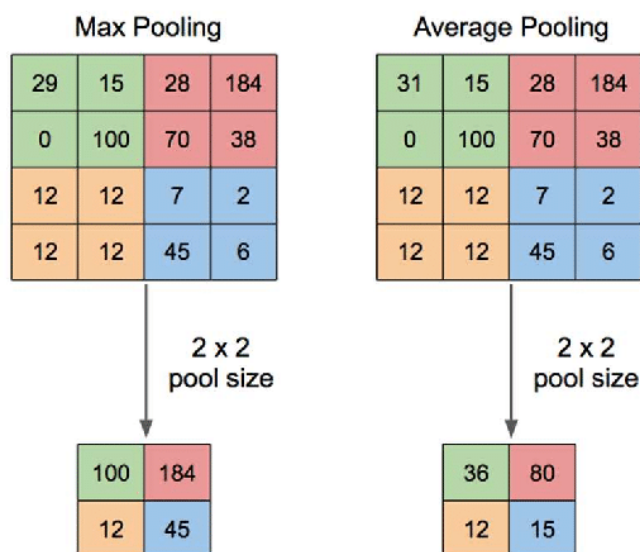 Max Pooling
29 15 28 184
0 100 70 38
12 12 7 2
12 12 45 6
2 x 2
pool size
100 184
12 45
Average Pooling
31 15 28 184
0 100 70 38
12 12 7 2
12 12 45 6
2 x 2
pool size
36 80
12 15